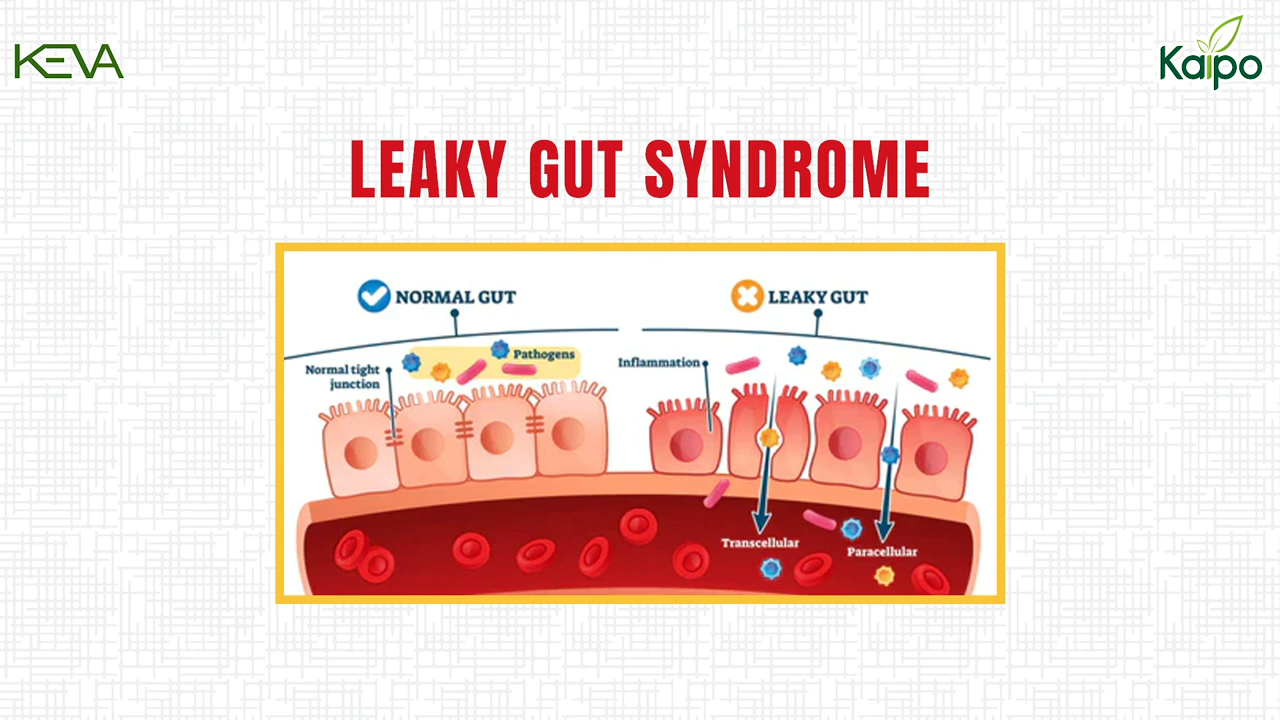 KEVA
Kaipo
LEAKY GUT SYNDROME
NORMAL GUT
LEAKY GUT
Pathogens
Normal tight
junction
Inflammation
Transcellular
Paracellular